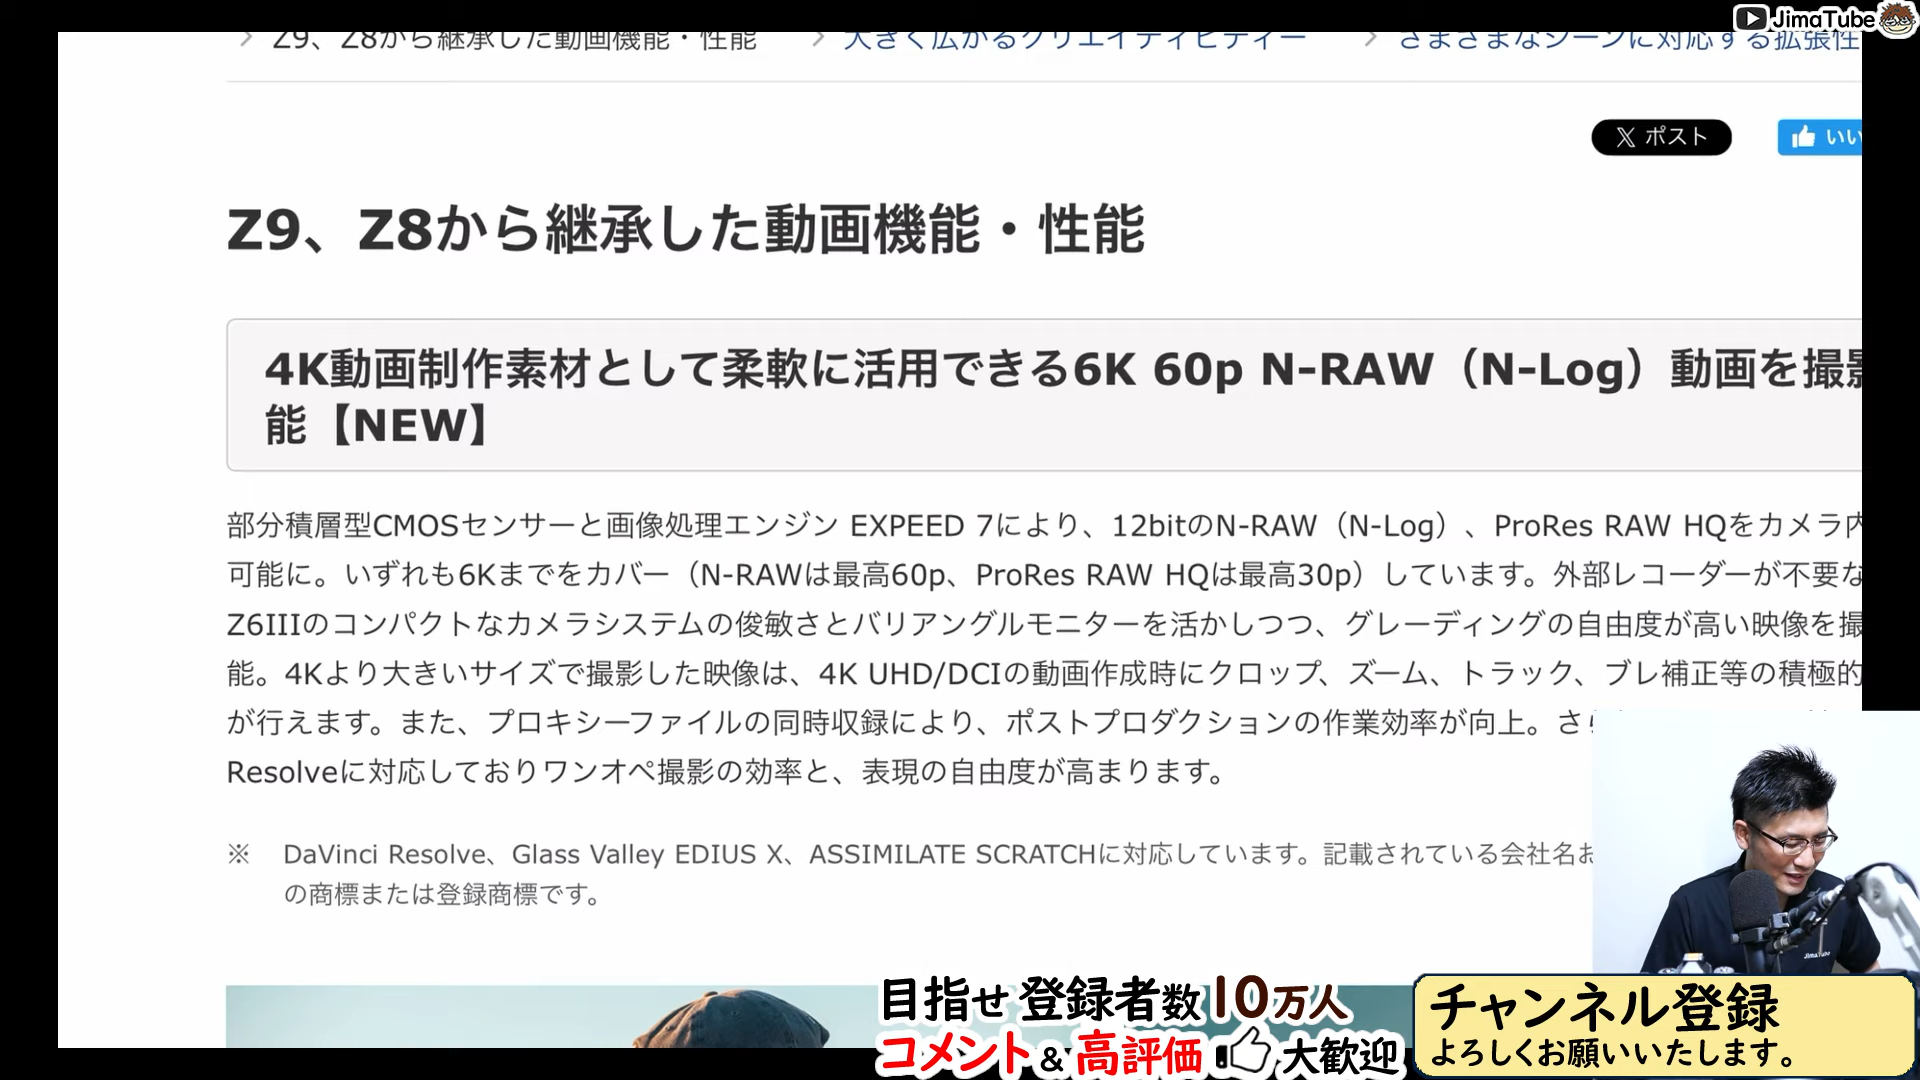 JimaTube
Z9、Z8から継承した動画機能・性能
大きく広がるクリエイティビティー
さまざまなシーンに対応する拡張性
ポスト
いい
Z9、Z8から継承した動画機能・性能
4K動画制作素材として柔軟に活用できる6K 60p N-RAW（N-Log）動画を撮影
能【NEW】
部分積層型CMOSセンサーと画像処理エンジン EXPEED 7により、12bitのN-RAW（N-Log）、ProRes RAW HQをカメラ内
可能に。いずれも6Kまでをカバー（N-RAWは最高60p、ProRes RAW HQは最高30p）しています。外部レコーダーが不要な
Z6IIIのコンパクトなカメラシステムの俊敏さとバリアングルモニターを活かしつつ、グレーディングの自由度が高い映像を撮
能。4Kより大きいサイズで撮影した映像は、4K UHD/DCIの動画作成時にクロップ、ズーム、トラック、ブレ補正等の積極的
が行えます。また、プロキシーファイルの同時収録により、ポストプロダクションの作業効率が向上。さ
Resolveに対応しておりワンオペ撮影の効率と、表現の自由度が高まります。
※ DaVinci Resolve、Glass Valley EDIUS X、ASSIMILATE SCRATCHに対応しています。記載されている会社名お
の商標または登録商標です。
JimaTube
目指せ 登録者数10万人
コメント&高評価 大歓迎
チャンネル登録
よろしくお願いいたします。